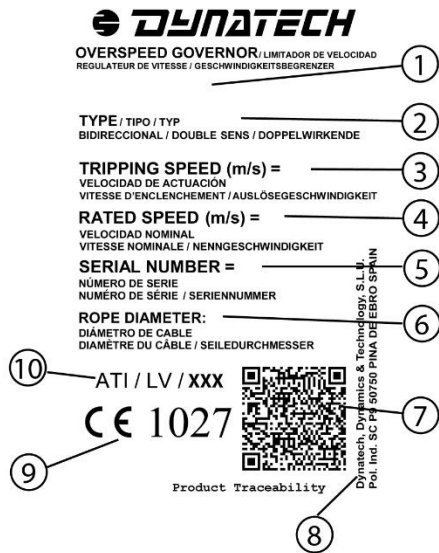 DYNATECH
OVERSPEED GOVERNOR / LIMITADOR DE VELOCIDAD
REGULATEUR DE VITESSE / GESCHWINDIGKEITSBEGRENZER
1
TYPE / TIPO / TYP
BIDIRECCIONAL / DOUBLE SENS / DOPPELWIRKENDE
2
TRIPPING SPEED (m/s) =
VELOCIDAD DE ACTUACIÓN
VITESSE D'ENCLENCHEMENT / AUSLÖSEGESCHWINDIGKEIT
3
RATED SPEED (m/s) =
VELOCIDAD NOMINAL
VITESSE NOMINALE / NENNGESCHWINDIGKEIT
4
SERIAL NUMBER =
NÚMERO DE SERIE
NUMÉRO DE SÉRIE / SERIENNUMMER
5
ROPE DIAMETER:
DIÁMETRO DE CABLE
DIAMÈTRE DU CÂBLE / SEILEDURCHMESSER
6
10
ATI / LV / XXX
CE 1027
7
9
Product Traceability
Dynatech, Dynamics & Technology, S.L.U.
Pol. Ind. SC P9 50750 PINA DE EBRO SPAIN
8